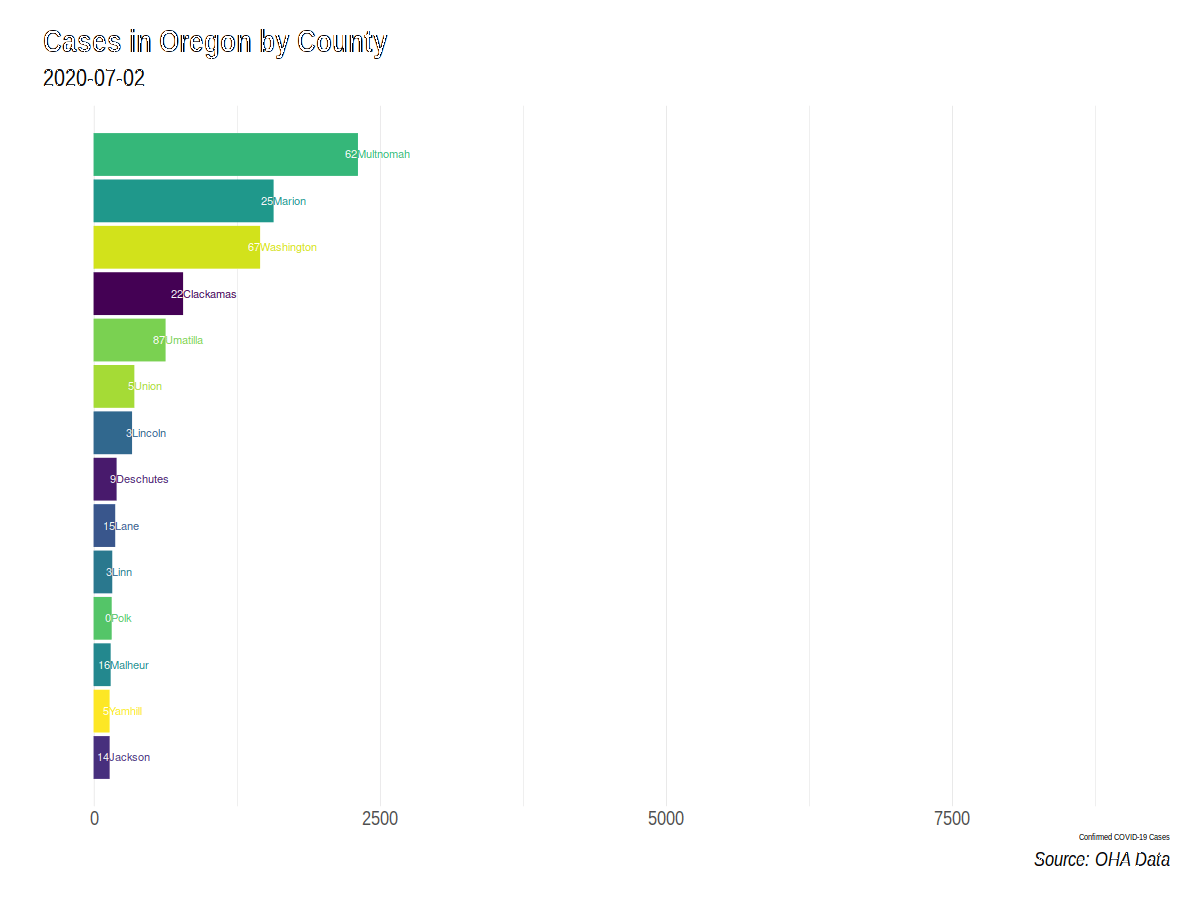 Cases in Oregon by County
2020-07-02
62Multnomah
25Marion
67Washington
22Clackamas
87Umatilla
5Union
3Lincoln
9Deschutes
15Lane
3Linn
0Polk
16Malheur
5Yamhill
14Jackson
0 2500 5000 7500
Confirmed COVID-19 Cases
Source: OHA Data